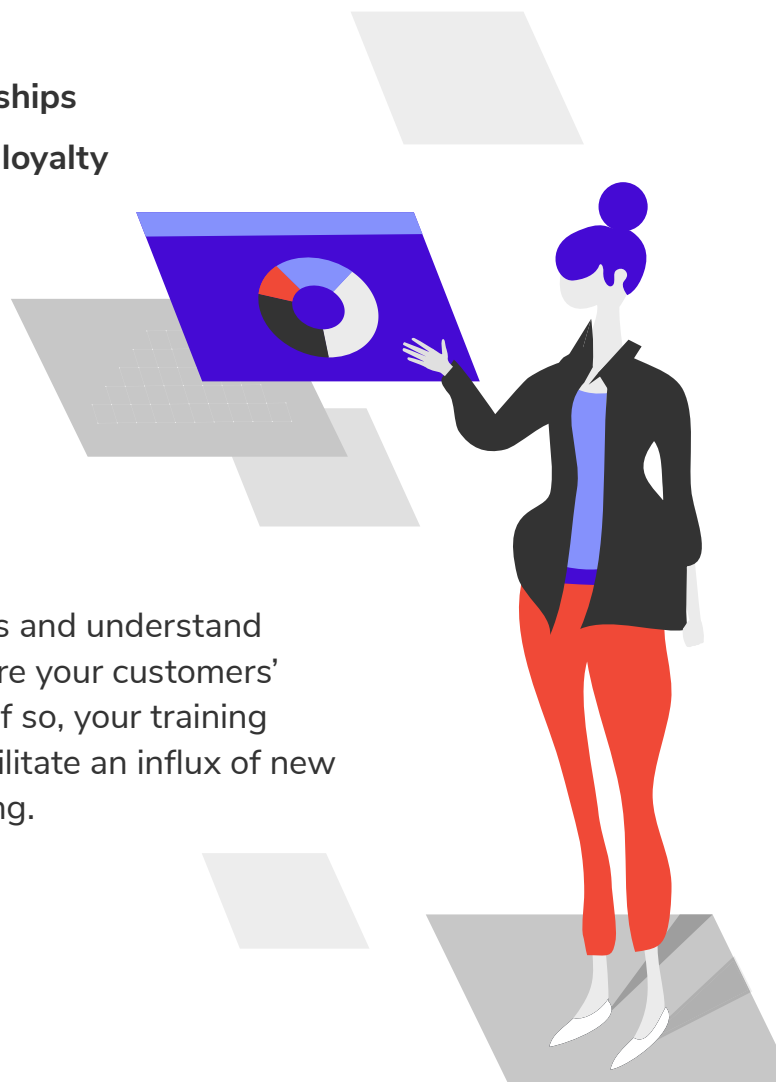 ships
loyalty
s and understand
re your customers’
f so, your training
ilitate an influx of new
ng.